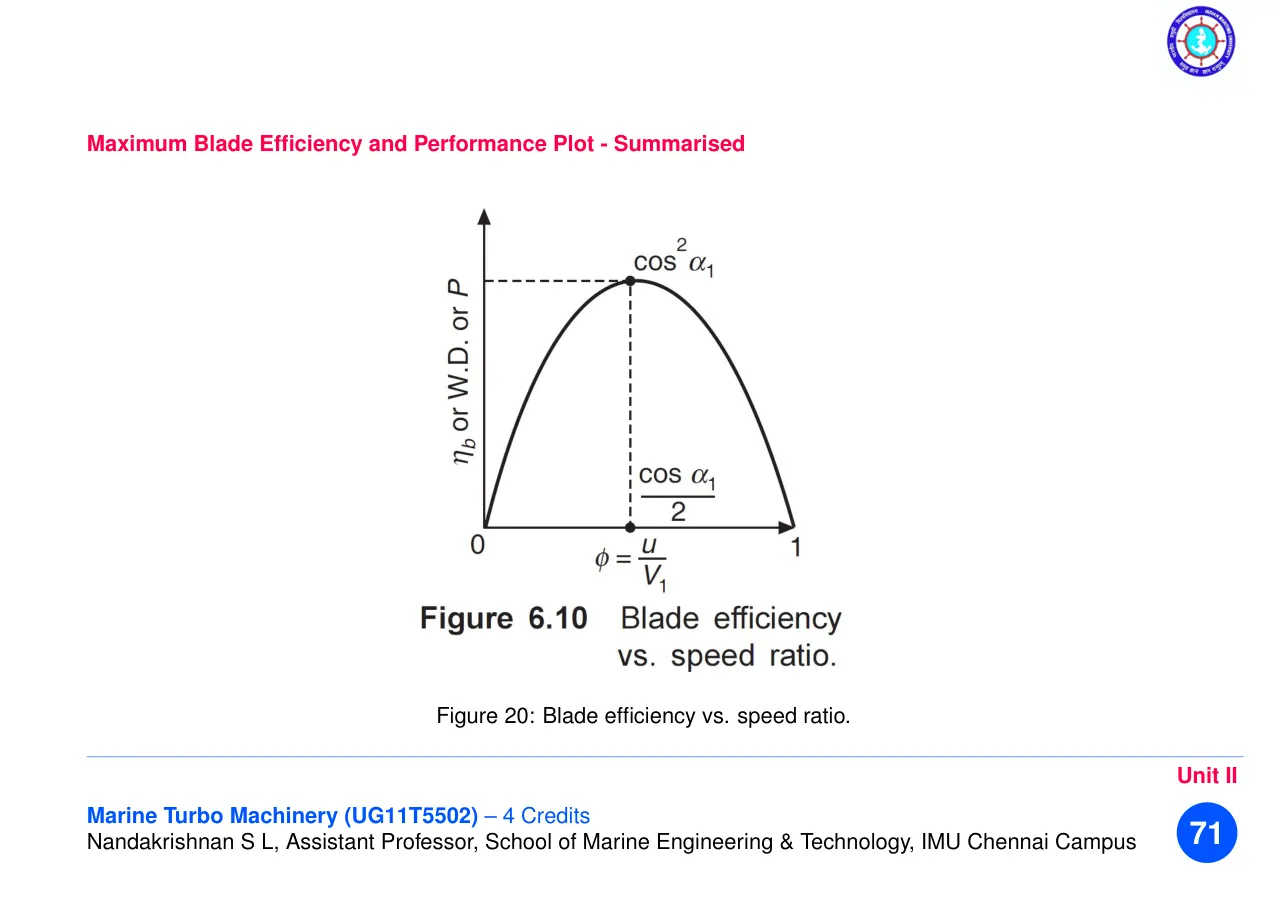 Maximum Blade Efficiency and Performance Plot - Summarised
cos² α₁
η_b or W.D. or P
cos α₁
2
0
ϕ = u/V₁
1
Figure 6.10 Blade efficiency
vs. speed ratio.
Figure 20: Blade efficiency vs. speed ratio.
Unit II
Marine Turbo Machinery (UG11T5502) – 4 Credits
Nandakrishnan S L, Assistant Professor, School of Marine Engineering & Technology, IMU Chennai Campus
71